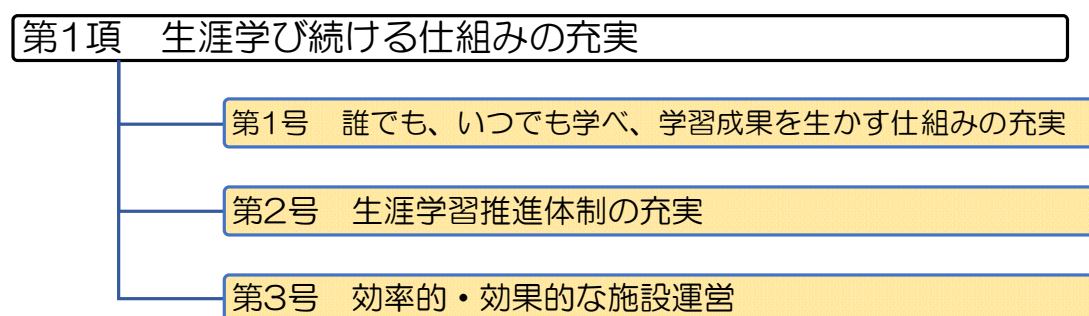 第1項　生涯学び続ける仕組みの充実
第1号　誰でも、いつでも学べ、学習成果を生かす仕組みの充実
第2号　生涯学習推進体制の充実
第3号　効率的・効果的な施設運営